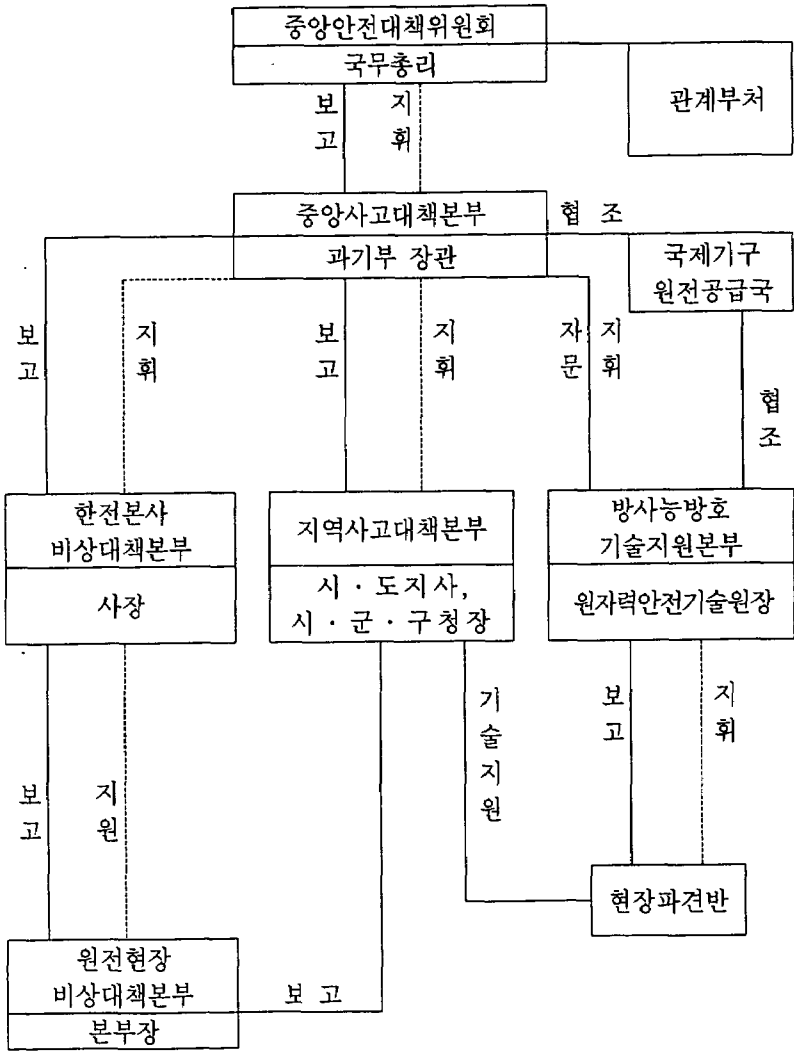 중앙안전대책위원회
국무총리
관계부처
보고
지휘
중앙사고대책본부
과기부 장관
협 조
국제기구
원전공급국
보고
지휘
보고
지휘
자문
지휘
협조
한전본사
비상대책본부
사장
지역사고대책본부
시 · 도지사,
시 · 군 · 구청장
방사능방호
기술지원본부
원자력안전기술원장
보고
지원
기술지원
보고
지휘
현장파견반
원전현장
비상대책본부
본부장
보 고